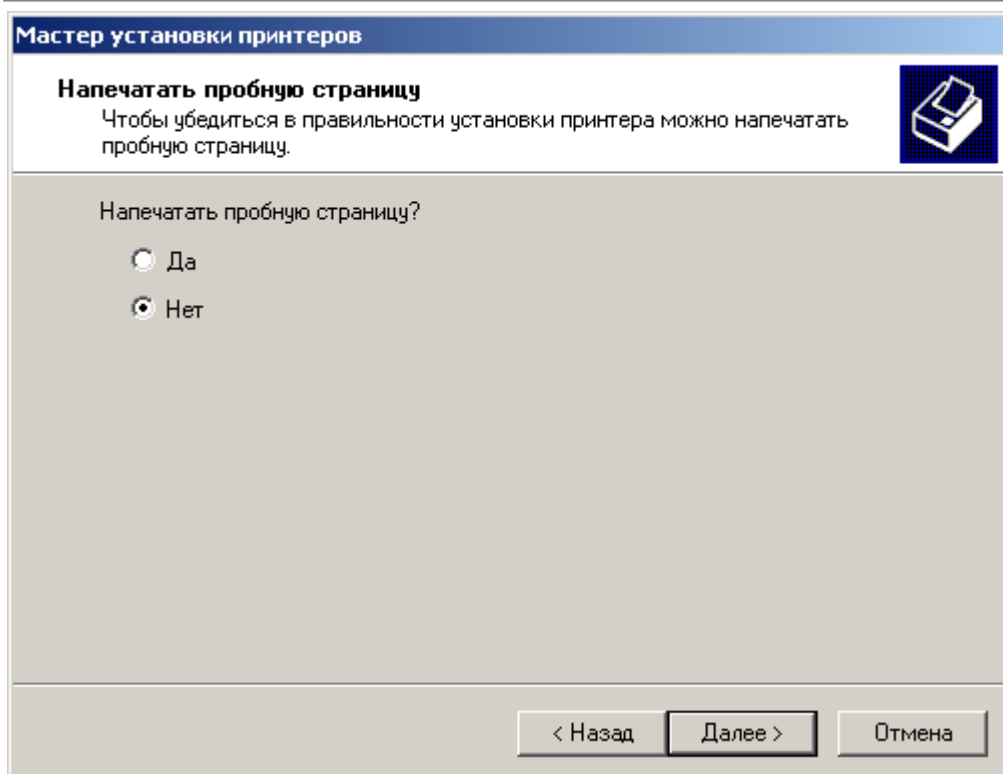 Мастер установки принтеров
Напечатать пробную страницу
Чтобы убедиться в правильности установки принтера можно напечатать
пробную страницу.
Напечатать пробную страницу?
Да
Нет
< Назад
Далее >
Отмена